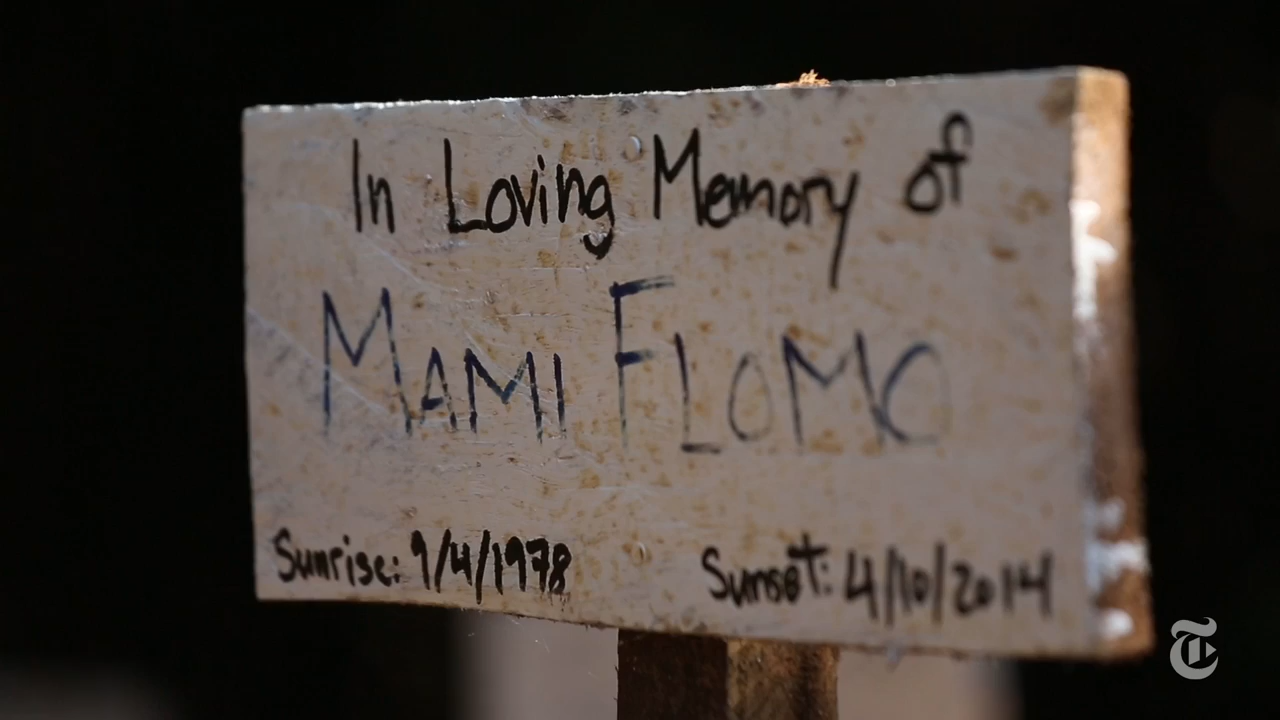 In Loving Memory of
MAMI FLOMO
Sunrise: 9/4/1978 Sunset: 4/10/2014